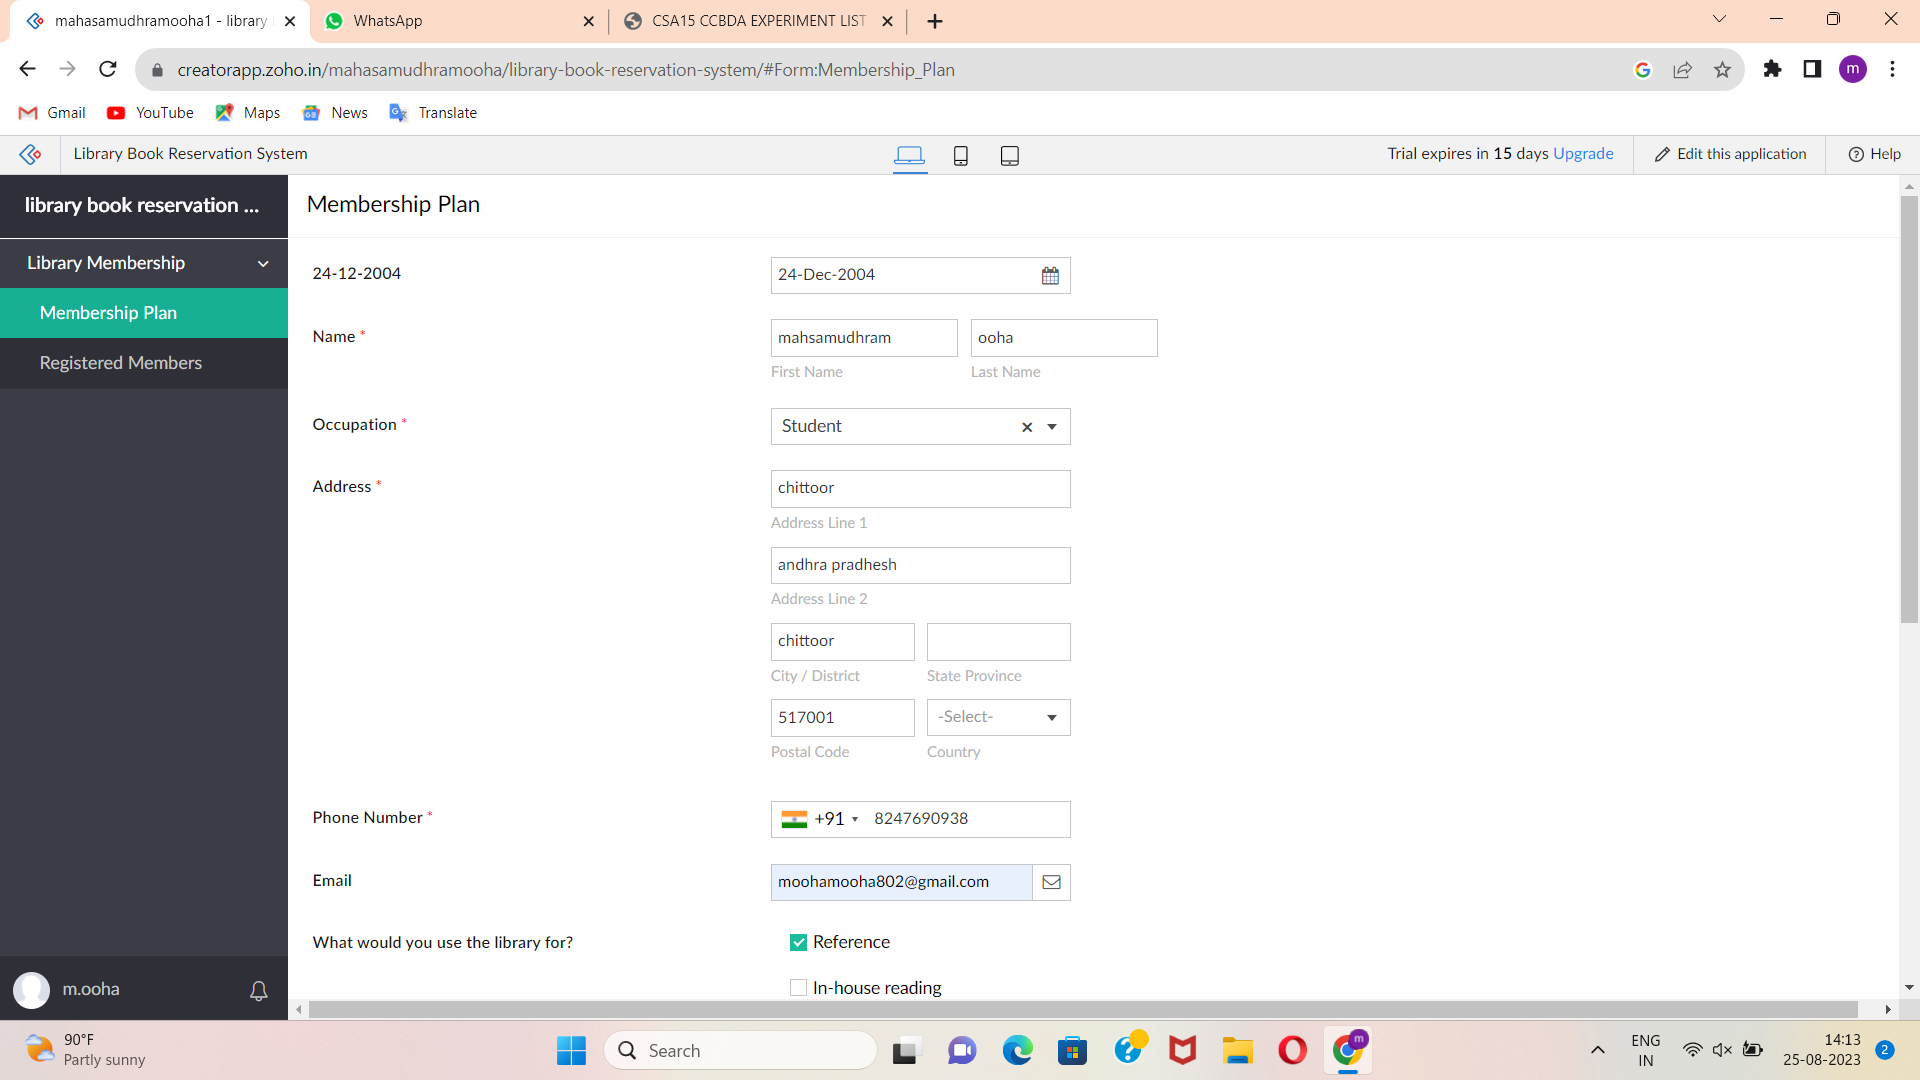 mahasamudhramooha1 - library
WhatsApp
CSA15 CCBDA EXPERIMENT LIST
creatorapp.zoho.in/mahasamudhramooha/library-book-reservation-system/#Form:Membership_Plan
m
Gmail
YouTube
Maps
News
Translate
Library Book Reservation System
Trial expires in 15 days Upgrade
Edit this application
Help
library book reservation ...
Library Membership
Membership Plan
Registered Members
m.ooha
Membership Plan
24-12-2004
24-Dec-2004
Name *
mahsamudhram
ooha
First Name
Last Name
Occupation *
Student
Address *
chittoor
Address Line 1
andhra pradhesh
Address Line 2
chittoor
City / District
State Province
517001
-Select-
Postal Code
Country
Phone Number *
+91
8247690938
Email
moohamooha802@gmail.com
What would you use the library for?
Reference
In-house reading
90°F
Partly sunny
Search
m
ENG
IN
14:13
25-08-2023
2